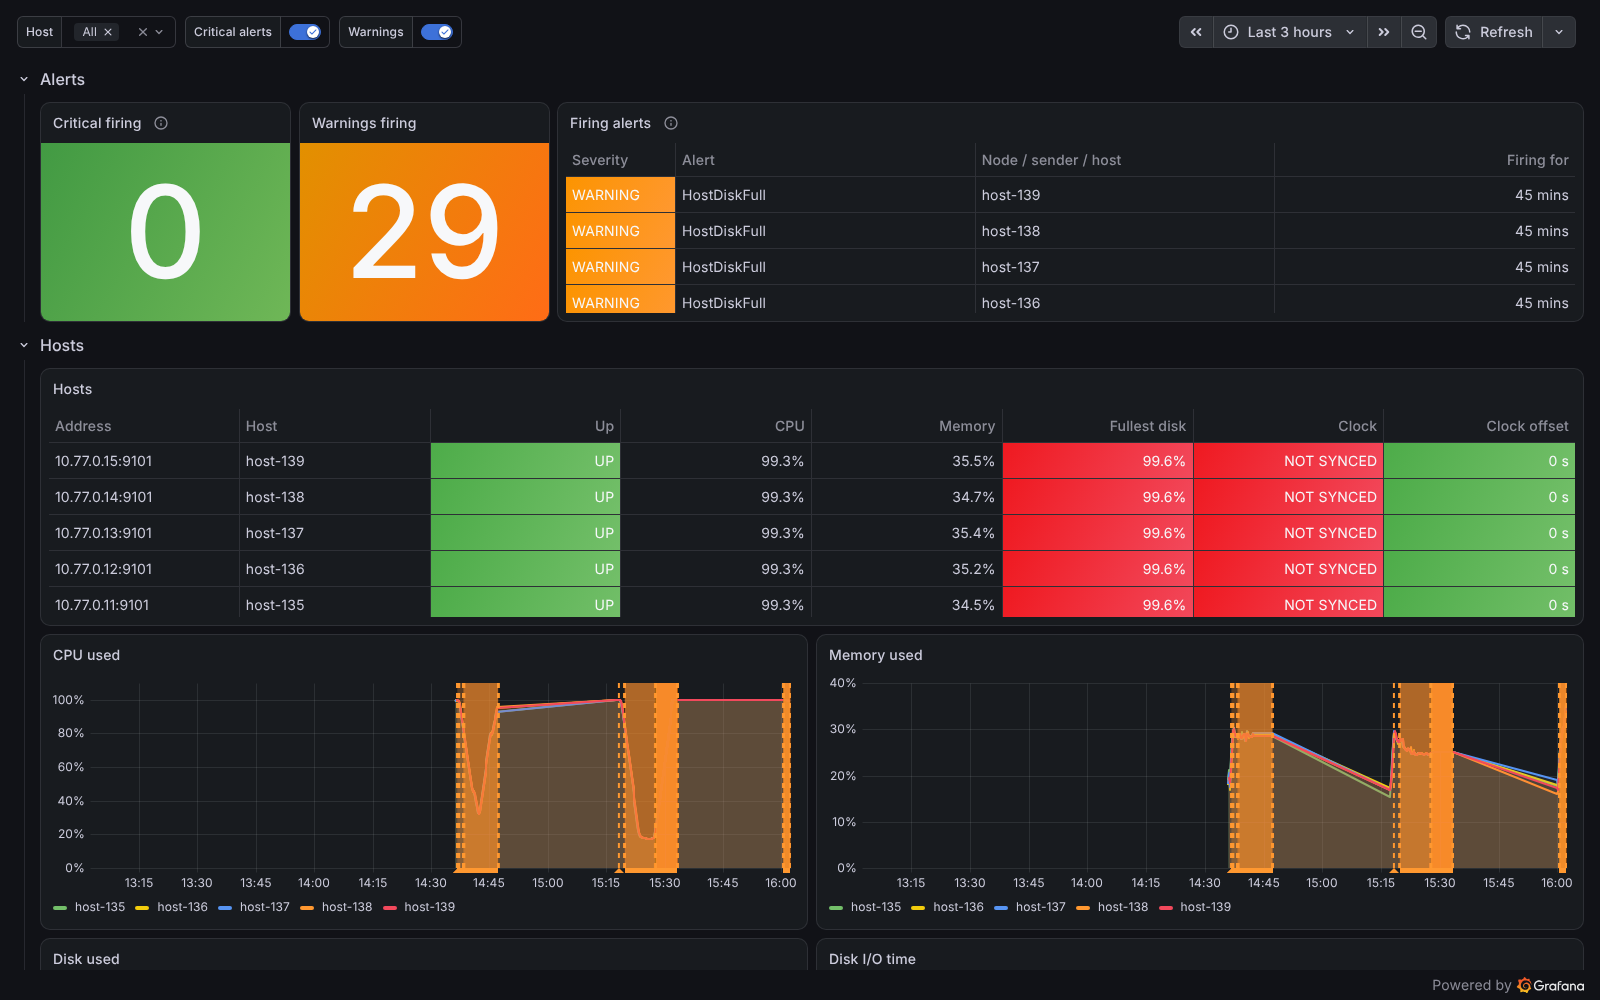 Host All Critical alerts Warnings Last 3 hours Refresh
Alerts
Critical firing
0
Warnings firing
29
Firing alerts
Severity Alert Node / sender / host Firing for
WARNING HostDiskFull host-139 45 mins
WARNING HostDiskFull host-138 45 mins
WARNING HostDiskFull host-137 45 mins
WARNING HostDiskFull host-136 45 mins
Hosts
Hosts
Address Host Up CPU Memory Fullest disk Clock Clock offset
10.77.0.15:9101 host-139 UP 99.3% 35.5% 99.6% NOT SYNCED 0 s
10.77.0.14:9101 host-138 UP 99.3% 34.7% 99.6% NOT SYNCED 0 s
10.77.0.13:9101 host-137 UP 99.3% 35.4% 99.6% NOT SYNCED 0 s
10.77.0.12:9101 host-136 UP 99.3% 35.2% 99.6% NOT SYNCED 0 s
10.77.0.11:9101 host-135 UP 99.3% 34.5% 99.6% NOT SYNCED 0 s
CPU used
100%
80%
60%
40%
20%
0%
13:15 13:30 13:45 14:00 14:15 14:30 14:45 15:00 15:15 15:30 15:45 16:00
host-135 host-136 host-137 host-138 host-139
Memory used
40%
30%
20%
10%
0%
13:15 13:30 13:45 14:00 14:15 14:30 14:45 15:00 15:15 15:30 15:45 16:00
host-135 host-136 host-137 host-138 host-139
Disk used
Disk I/O time
Powered by Grafana